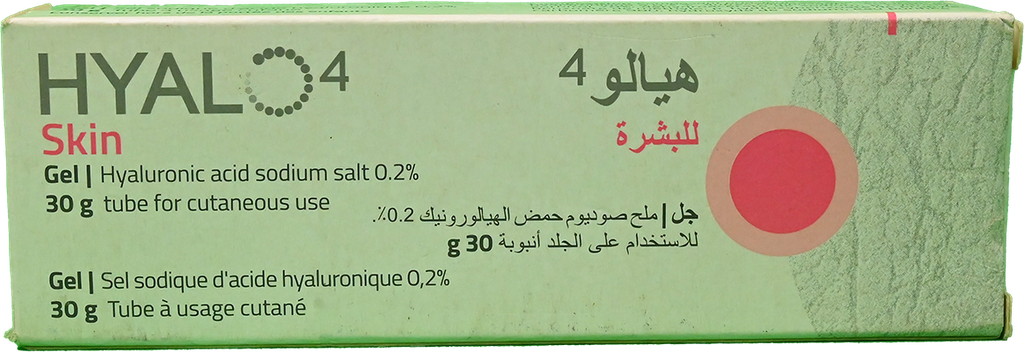 HYALO4
Skin
Gel | Hyaluronic acid sodium salt 0.2%
30 g tube for cutaneous use
هيالو 4
للبشرة
جل | ملح صوديوم حمض الهيالورونيك 0.2٪.
للاستخدام على الجلد أنبوبة 30 g
Gel | Sel sodique d'acide hyaluronique 0,2%
30 g Tube à usage cutané